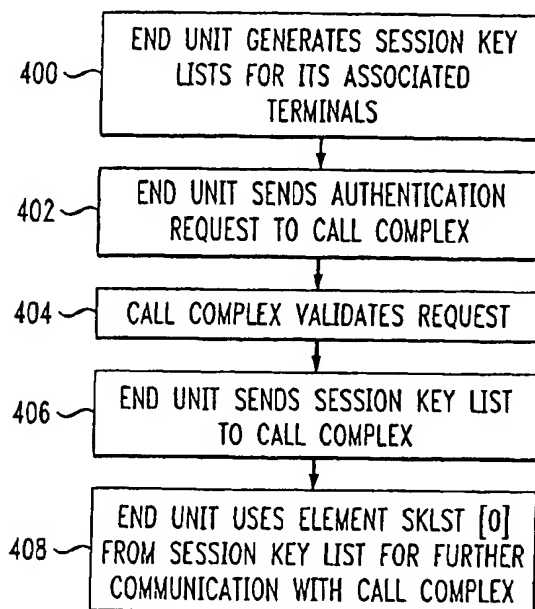 400
END UNIT GENERATES SESSION KEY
LISTS FOR ITS ASSOCIATED
TERMINALS
402
END UNIT SENDS AUTHENTICATION
REQUEST TO CALL COMPLEX
404
CALL COMPLEX VALIDATES REQUEST
406
END UNIT SENDS SESSION KEY LIST
TO CALL COMPLEX
408
END UNIT USES ELEMENT SKLST [0]
FROM SESSION KEY LIST FOR FURTHER
COMMUNICATION WITH CALL COMPLEX